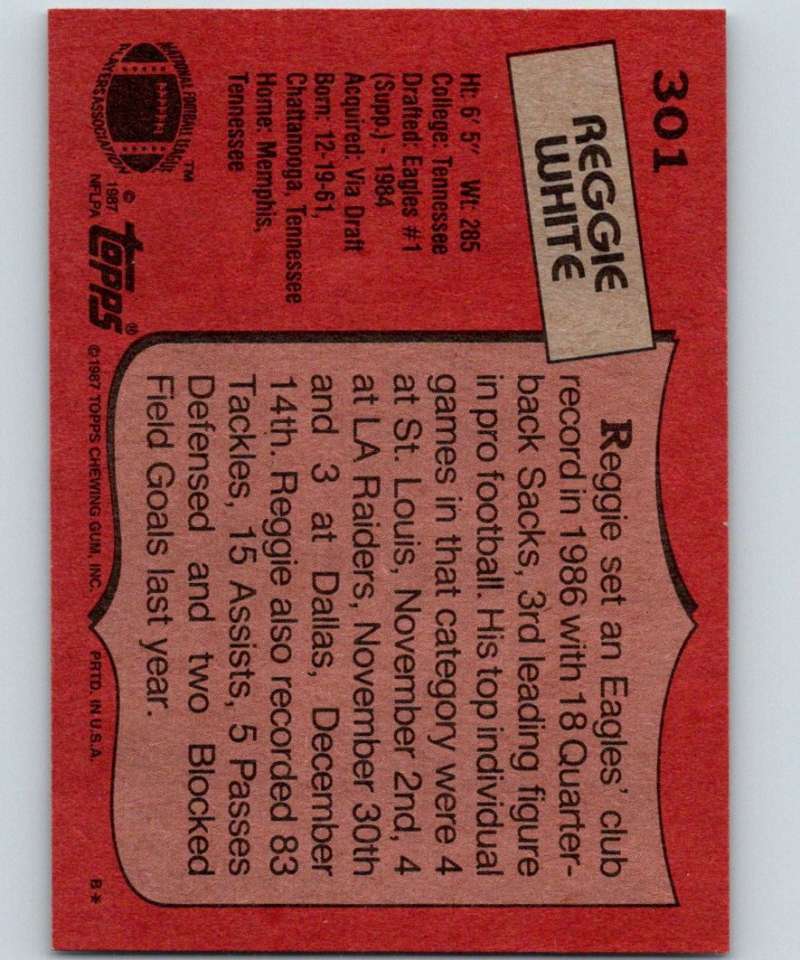 301
REGGIE
WHITE
Ht: 6' 5" Wt: 285
College: Tennessee
Drafted: Eagles #1
(Supp.) - 1984
Acquired: Via Draft
Born: 12-19-61,
Chattanooga, Tennessee
Home: Memphis,
Tennessee
NATIONAL FOOTBALL LEAGUE
PLAYERS ASSOCIATION
TM
© 1987
NFLPA
topps®
Reggie set an Eagles' club
record in 1986 with 18 Quarter-
back Sacks, 3rd leading figure
in pro football. His top individual
games in that category were 4
at St. Louis, November 2nd, 4
at LA Raiders, November 30th
and 3 at Dallas, December
14th. Reggie also recorded 83
Tackles, 15 Assists, 5 Passes
Defensed and two Blocked
Field Goals last year.
© 1987 TOPPS CHEWING GUM, INC. PRTD. IN U.S.A. B*